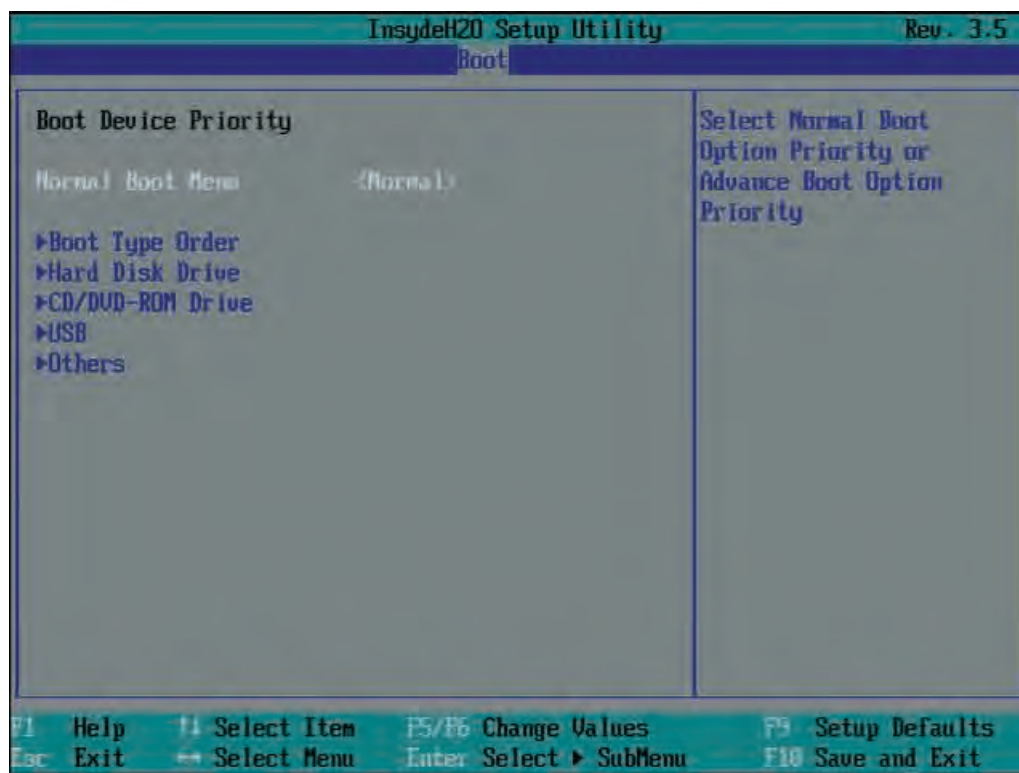 InsydeH20 Setup Utility Rev. 3.5
Boot
Boot Device Priority
Normal Boot Menu <Normal>
▶Boot Type Order
▶Hard Disk Drive
▶CD/DVD-ROM Drive
▶USB
▶Others
Select Normal Boot
Option Priority or
Advance Boot Option
Priority
F1 Help ↑↓ Select Item F5/F6 Change Values F9 Setup Defaults
Esc Exit ↔ Select Menu Enter Select ▶ SubMenu F10 Save and Exit